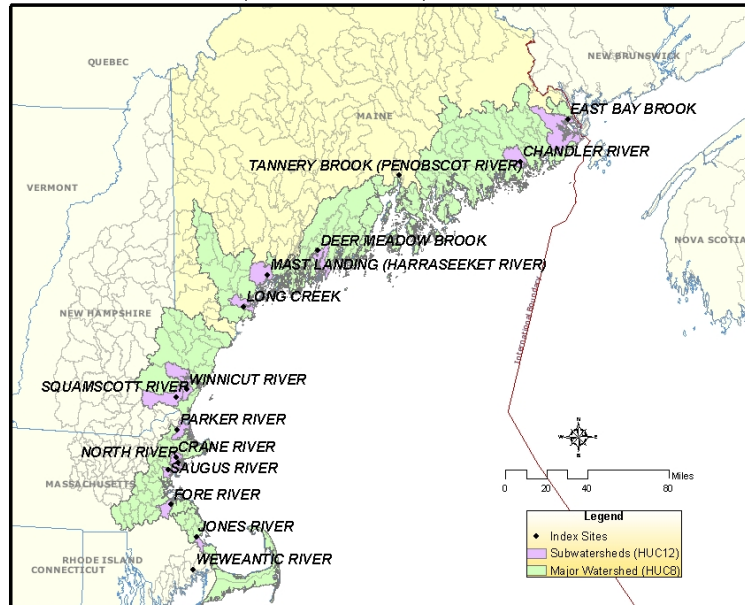 QUEBEC
NEW BRUNSWICK
EAST BAY BROOK
MAINE
CHANDLER RIVER
TANNERY BROOK (PENOBSCOT RIVER)
VERMONT
DEER MEADOW BROOK
NOVA SCOTIA
MAST LANDING (HARRASEEKET RIVER)
LONG CREEK
NEW HAMPSHIRE
International Boundary
WINNICUT RIVER
SQUAMSCOTT RIVER
PARKER RIVER
CRANE RIVER
NORTH RIVER
SAUGUS RIVER
MASSACHUSETTS
FORE RIVER
JONES RIVER
RHODE ISLAND
WEWEANTIC RIVER
CONNECTICUT
N
W E
S
Miles
0 20 40 80
Legend
Index Sites
Subwatersheds (HUC12)
Major Watershed (HUC8)